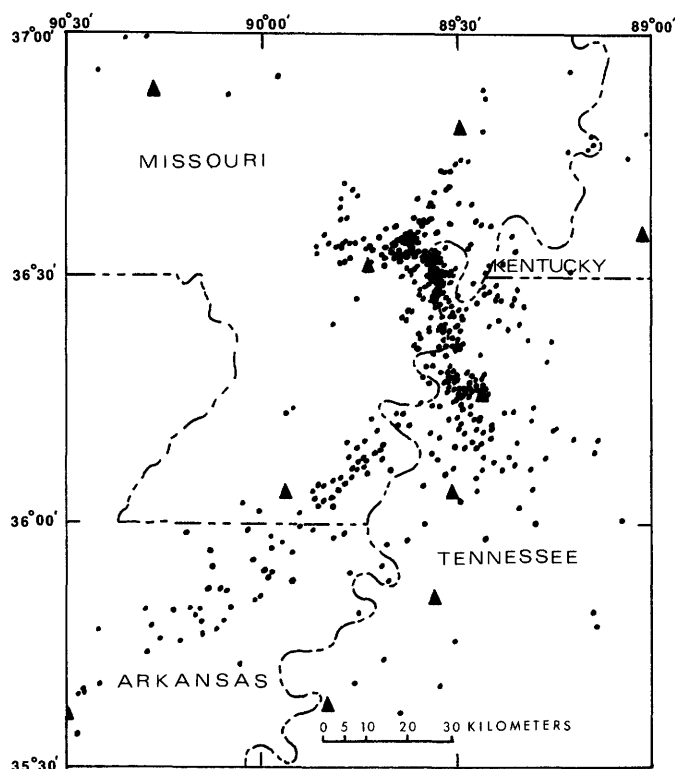 90°30' 90°00' 89°30' 89°00'
37°00'
MISSOURI
KENTUCKY
36°30'
36°00'
TENNESSEE
ARKANSAS
0 5 10 20 30 KILOMETERS
35°30'